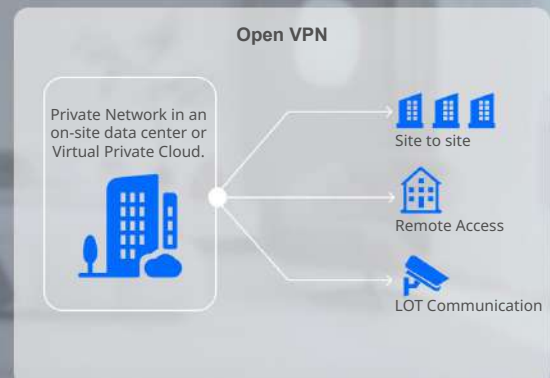 Open VPN
Private Network in an
on-site data center or
Virtual Private Cloud.
Site to site
Remote Access
LOT Communication